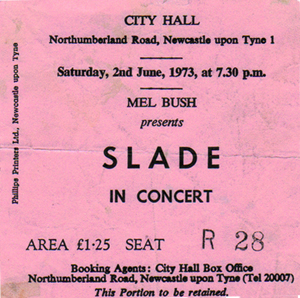 CITY HALL
Northumberland Road, Newcastle upon Tyne 1
Saturday, 2nd June, 1973, at 7.30 p.m.
MEL BUSH
presents
SLADE
IN CONCERT
AREA £1·25 SEAT R 28
Booking Agents: City Hall Box Office
Northumberland Road, Newcastle upon Tyne (Tel 20007)
This Portion to be retained.
Phillips Printers Ltd., Newcastle upon Tyne